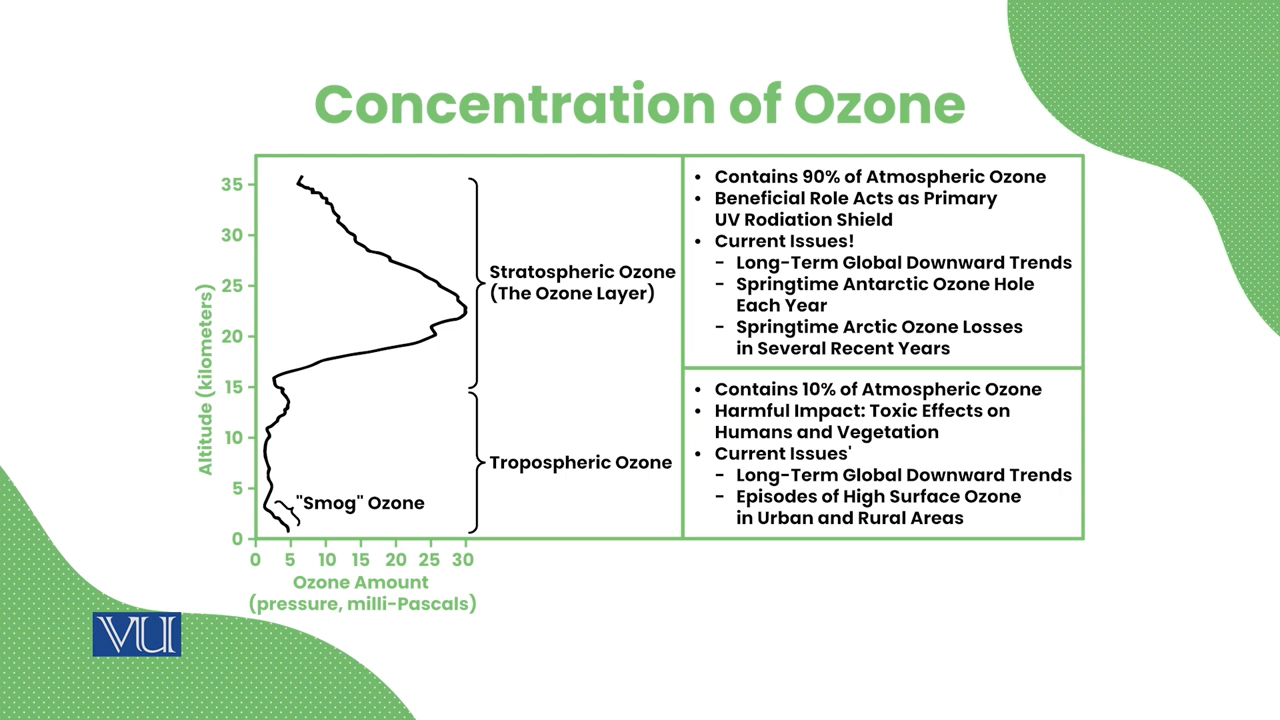 Concentration of Ozone
35
30
25
20
15
10
5
0
Altitude (kilometers)
0 5 10 15 20 25 30
Ozone Amount
(pressure, milli-Pascals)
Stratospheric Ozone
(The Ozone Layer)
Tropospheric Ozone
"Smog" Ozone
• Contains 90% of Atmospheric Ozone
• Beneficial Role Acts as Primary
UV Rodiation Shield
• Current Issues!
- Long-Term Global Downward Trends
- Springtime Antarctic Ozone Hole
Each Year
- Springtime Arctic Ozone Losses
in Several Recent Years
• Contains 10% of Atmospheric Ozone
• Harmful Impact: Toxic Effects on
Humans and Vegetation
• Current Issues'
- Long-Term Global Downward Trends
- Episodes of High Surface Ozone
in Urban and Rural Areas
VU